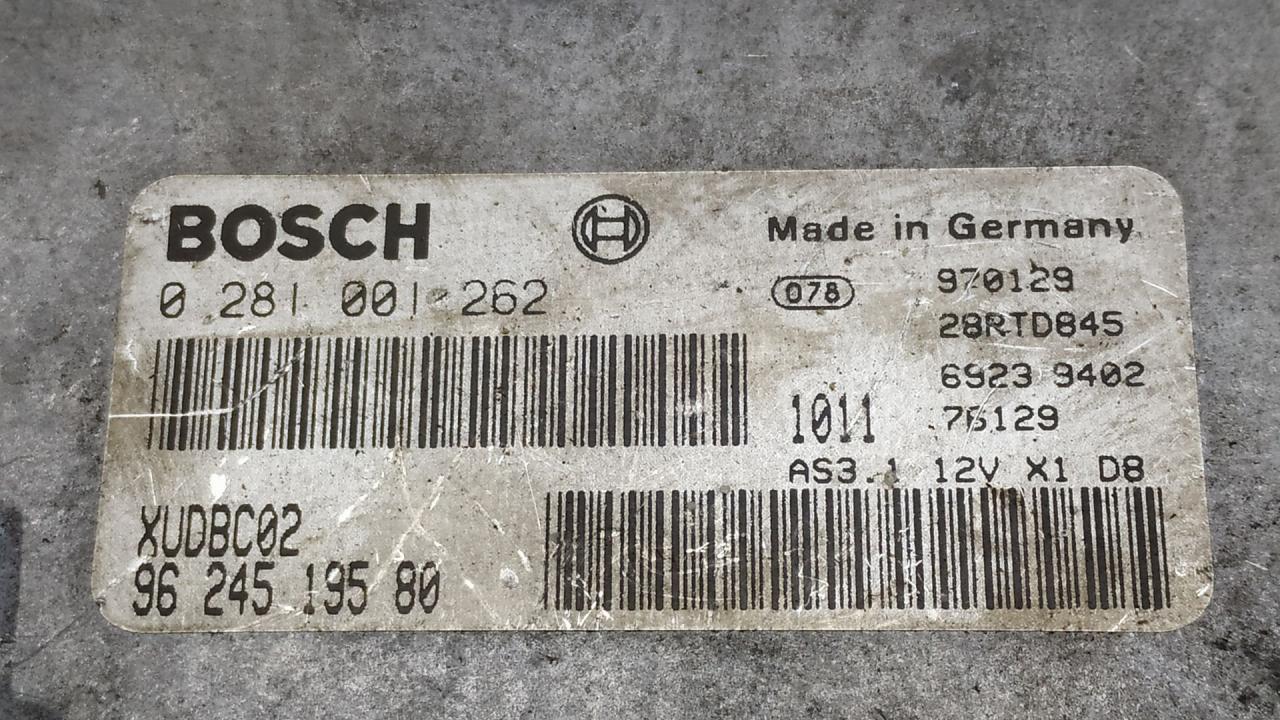 BOSCH
Made in Germany
0 281 001 262
078
970129
28RTD845
6923 9402
1011
76129
AS3.1 12V X1 D8
XUDBC02
96 245 195 80